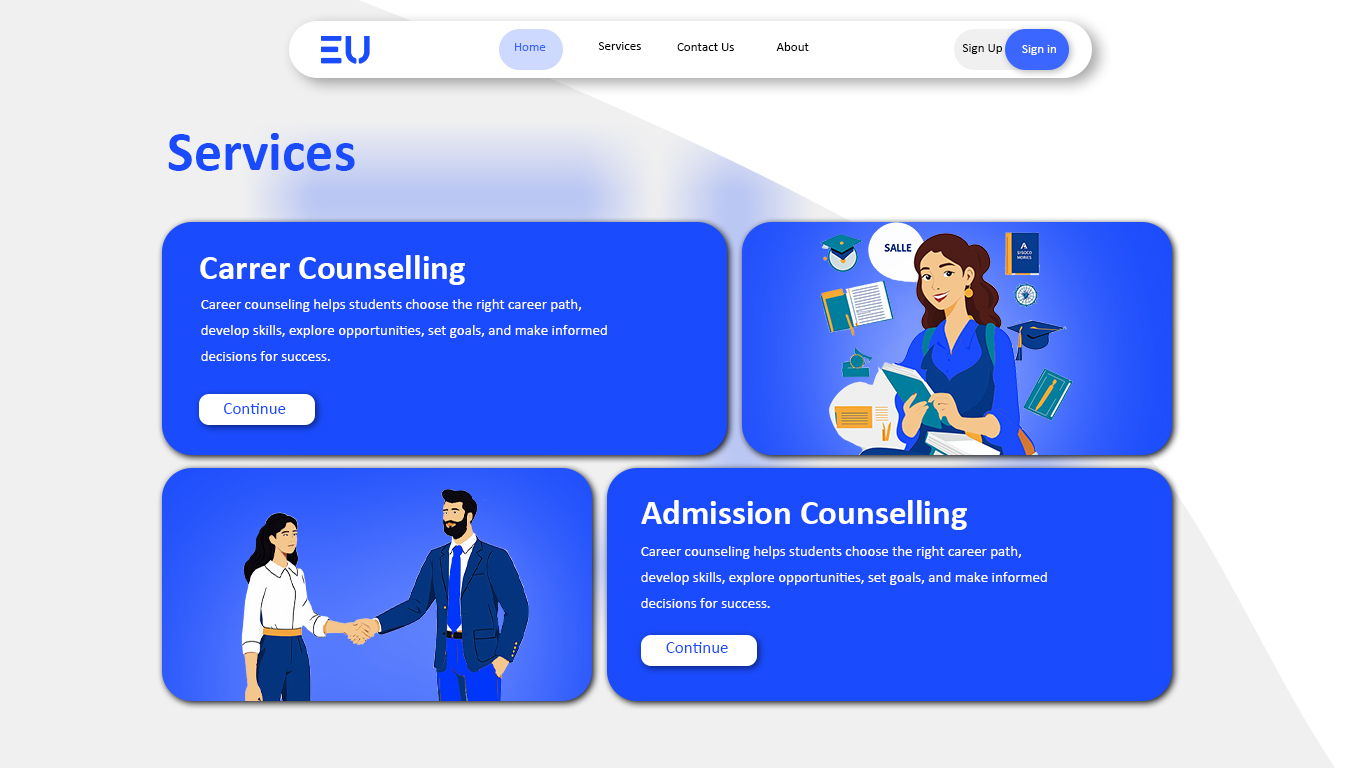 EU
Home
Services
Contact Us
About
Sign Up
Sign in
Services
Carrer Counselling
Career counseling helps students choose the right career path,
develop skills, explore opportunities, set goals, and make informed
decisions for success.
Continue
SALLE
Admission Counselling
Career counseling helps students choose the right career path,
develop skills, explore opportunities, set goals, and make informed
decisions for success.
Continue